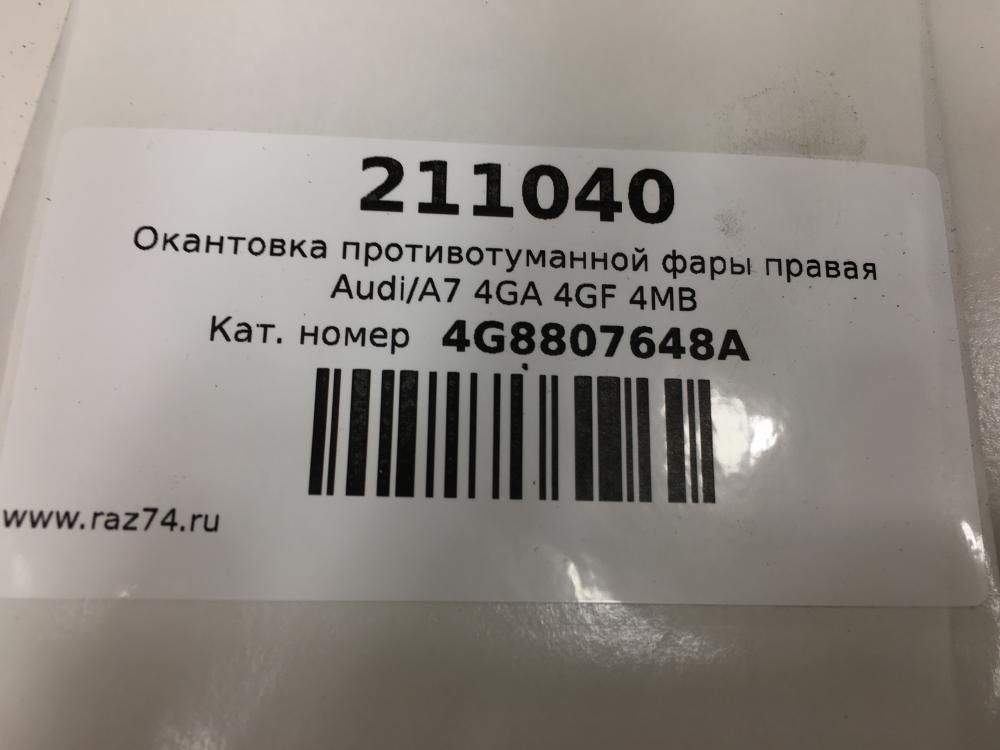 211040
Окантовка противотуманной фары правая
Audi/A7 4GA 4GF 4MB
Кат. номер 4G8807648A
www.raz74.ru